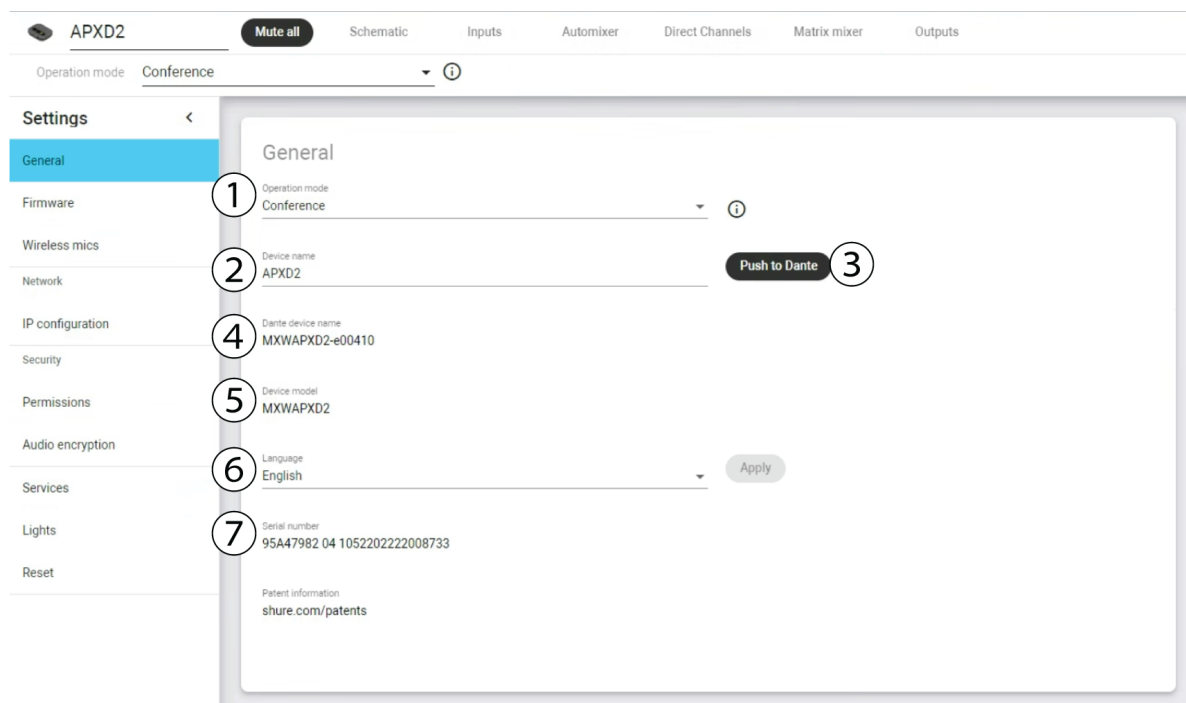 APXD2 Mute all Schematic Inputs Automixer Direct Channels Matrix mixer Outputs
Operation mode Conference
Settings
General
Firmware
Wireless mics
Network
IP configuration
Security
Permissions
Audio encryption
Services
Lights
Reset
General
1 Operation mode
Conference
2 Device name
APXD2
Push to Dante 3
4 Dante device name
MXWAPXD2-e00410
5 Device model
MXWAPXD2
6 Language
English
Apply
7 Serial number
95A47982 04 1052202222008733
Patent information
shure.com/patents